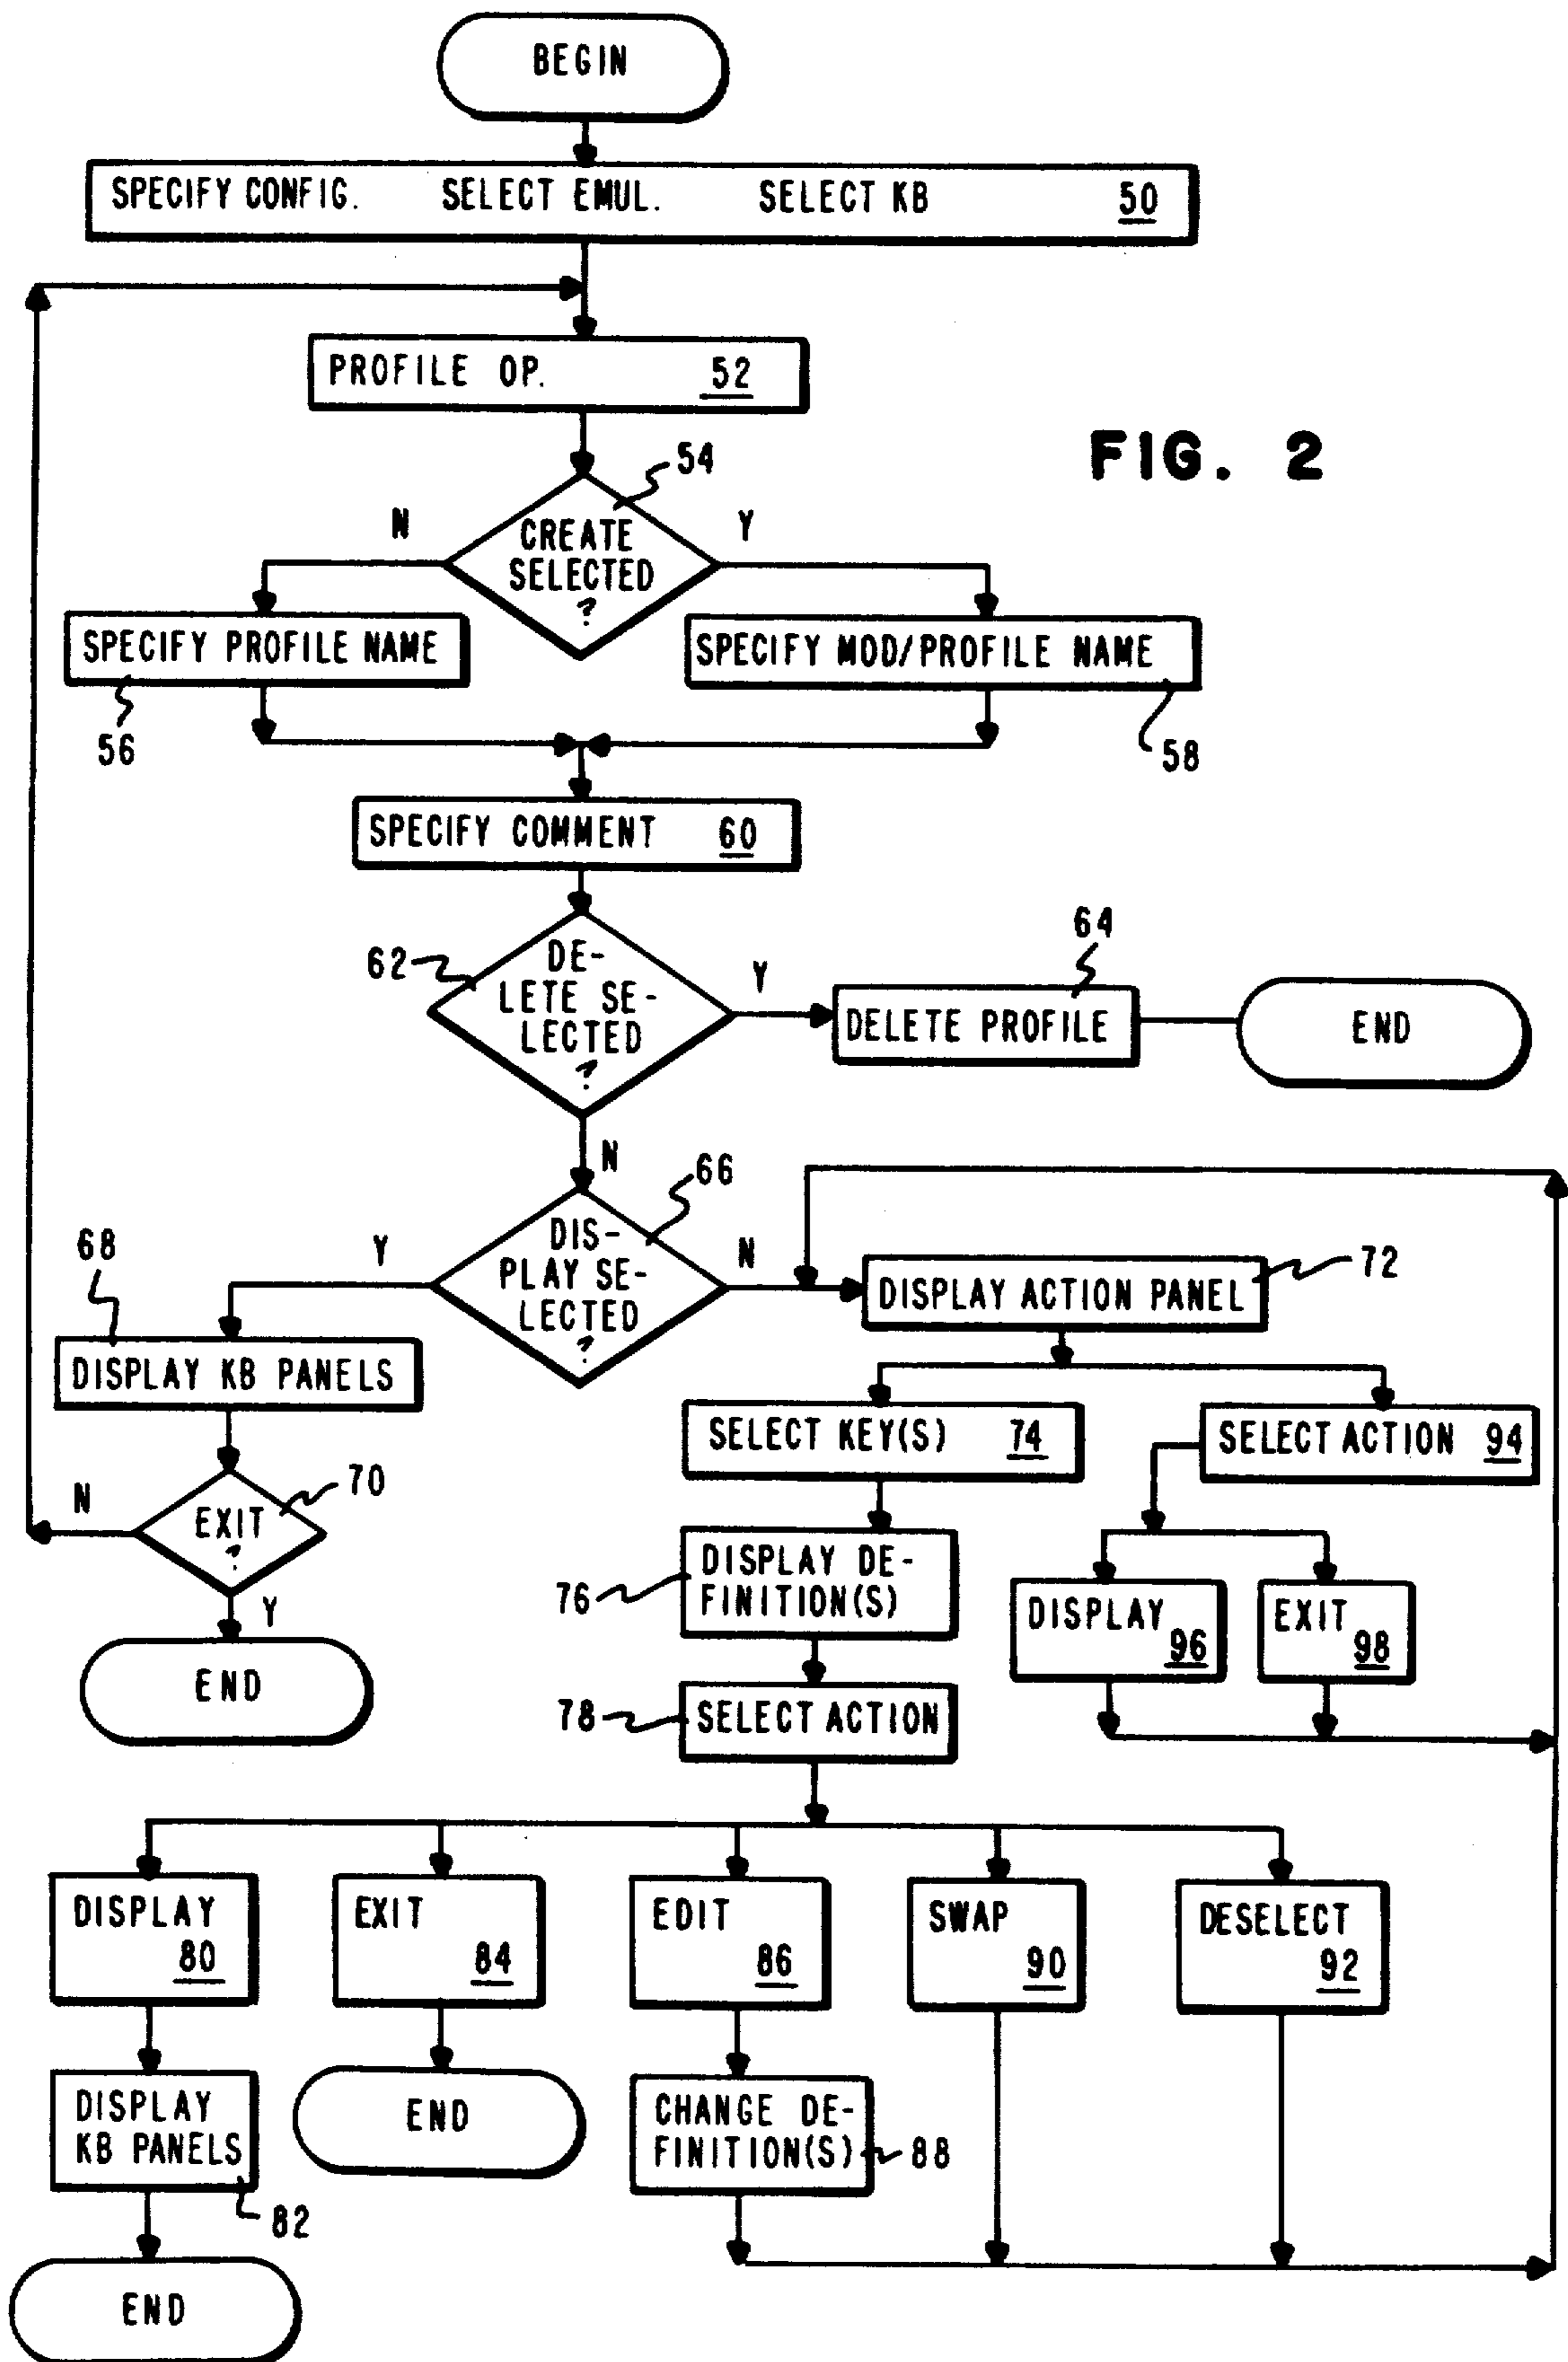 BEGIN
SPECIFY CONFIG. SELECT EMUL. SELECT KB 50
PROFILE OP. 52
FIG. 2
54
N
CREATE
SELECTED
?
Y
SPECIFY PROFILE NAME
SPECIFY MOD/PROFILE NAME
56
58
SPECIFY COMMENT 60
62
DE-
LETE SE-
LECTED
?
Y
64
DELETE PROFILE
END
N
66
68
Y
DIS-
PLAY SE-
LECTED
?
N
72
DISPLAY ACTION PANEL
DISPLAY KB PANELS
SELECT KEY(S) 74
SELECT ACTION 94
70
N
EXIT
?
Y
END
76
DISPLAY DE-
FINITION(S)
DISPLAY
96
EXIT
98
78
SELECT ACTION
DISPLAY
80
EXIT
84
EDIT
86
SWAP
90
DESELECT
92
DISPLAY
KB PANELS
82
END
END
CHANGE DE-
FINITION(S)
88